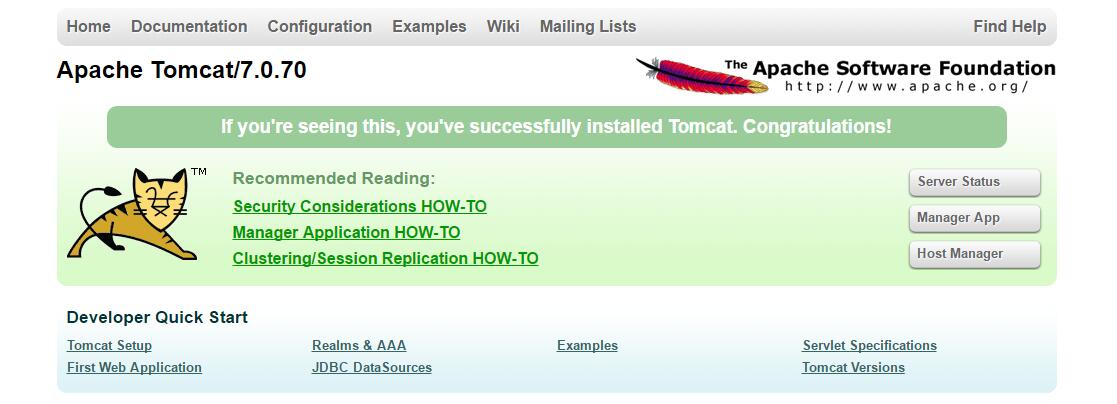 Home Documentation Configuration Examples Wiki Mailing Lists Find Help
Apache Tomcat/7.0.70
The Apache Software Foundation
http://www.apache.org/
If you're seeing this, you've successfully installed Tomcat. Congratulations!
TM
Recommended Reading:
Security Considerations HOW-TO
Manager Application HOW-TO
Clustering/Session Replication HOW-TO
Server Status
Manager App
Host Manager
Developer Quick Start
Tomcat Setup Realms & AAA Examples Servlet Specifications
First Web Application JDBC DataSources Tomcat Versions